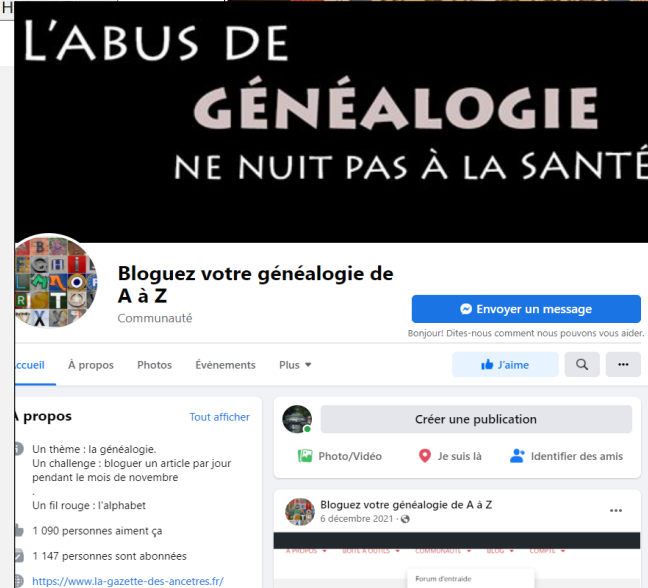 H
L'ABUS DE
GÉNÉALOGIE
NE NUIT PAS À LA SANTÉ
Bloguez votre généalogie de
A à Z
Communauté
Envoyer un message
Bonjour! Dites-nous comment nous pouvons vous aider.
ccueil À propos Photos Événements Plus
J'aime
À propos Tout afficher
Un thème : la généalogie.
Un challenge : bloguer un article par jour
pendant le mois de novembre
.
Un fil rouge : l'alphabet
1 090 personnes aiment ça
1 147 personnes sont abonnées
https://www.la-gazette-des-ancetres.fr/
Créer une publication
Photo/Vidéo Je suis là Identifier des amis
Bloguez votre généalogie de A à Z
6 décembre 2021
A PROPOS BOITE A OUTILS COMMUNAUTE BLOG COMPTE
Forum d'entraide